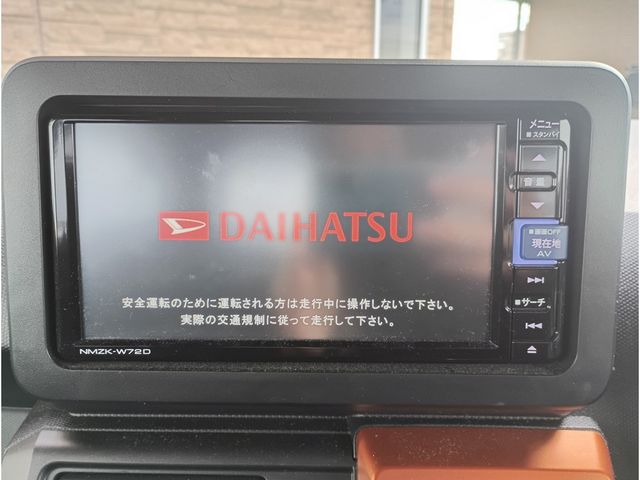 メニュー
■スタンバイ
▲
音量
▼
■画面OFF
現在地
AV
▶▶|
■サーチ
|◀◀
⏏
DAIHATSU
安全運転のために運転される方は走行中に操作しないで下さい。
実際の交通規制に従って走行して下さい。
NMZK-W72D